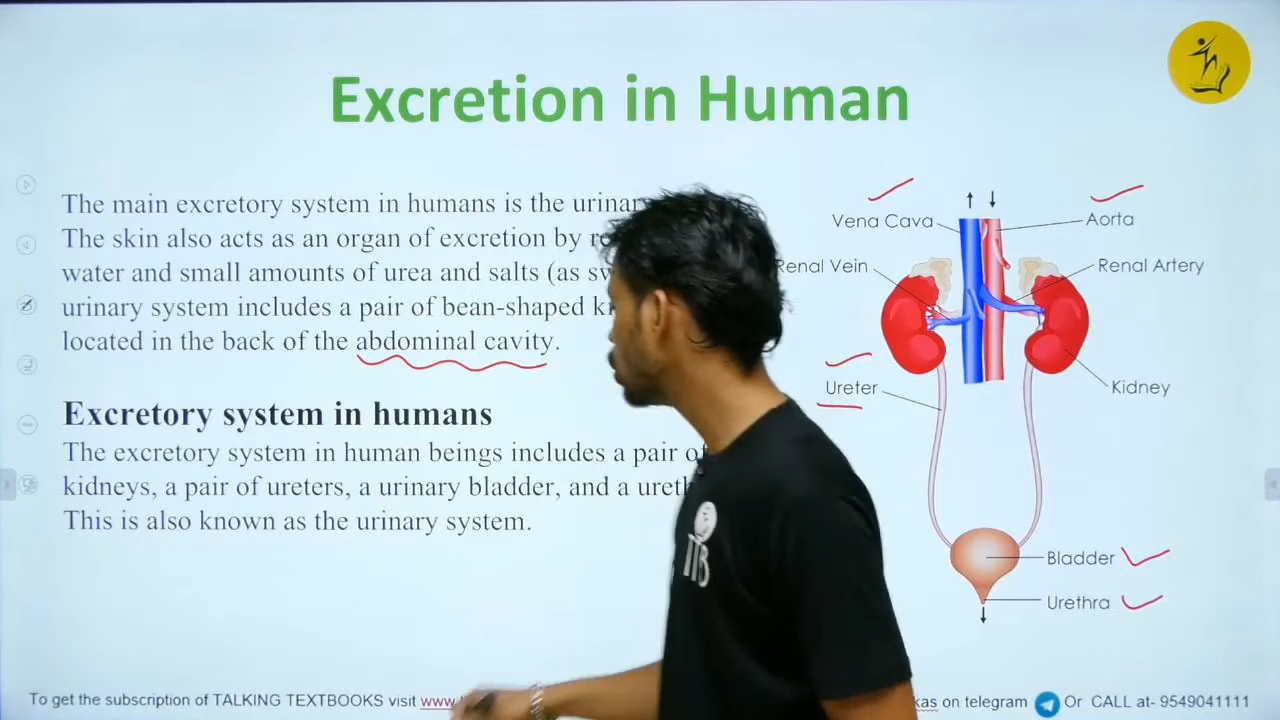 Excretion in Human
The main excretory system in humans is the urinary
The skin also acts as an organ of excretion by
water and small amounts of urea and salts (as
urinary system includes a pair of bean-shaped
located in the back of the abdominal cavity.
Excretory system in humans
The excretory system in human beings includes a pair of
kidneys, a pair of ureters, a urinary bladder, and a
This is also known as the urinary system.
Vena Cava
Aorta
Renal Vein
Renal Artery
Ureter
Kidney
Bladder
Urethra
TTB
To get the subscription of TALKING TEXTBOOKS visit www.
on telegram Or CALL at- 9549041111